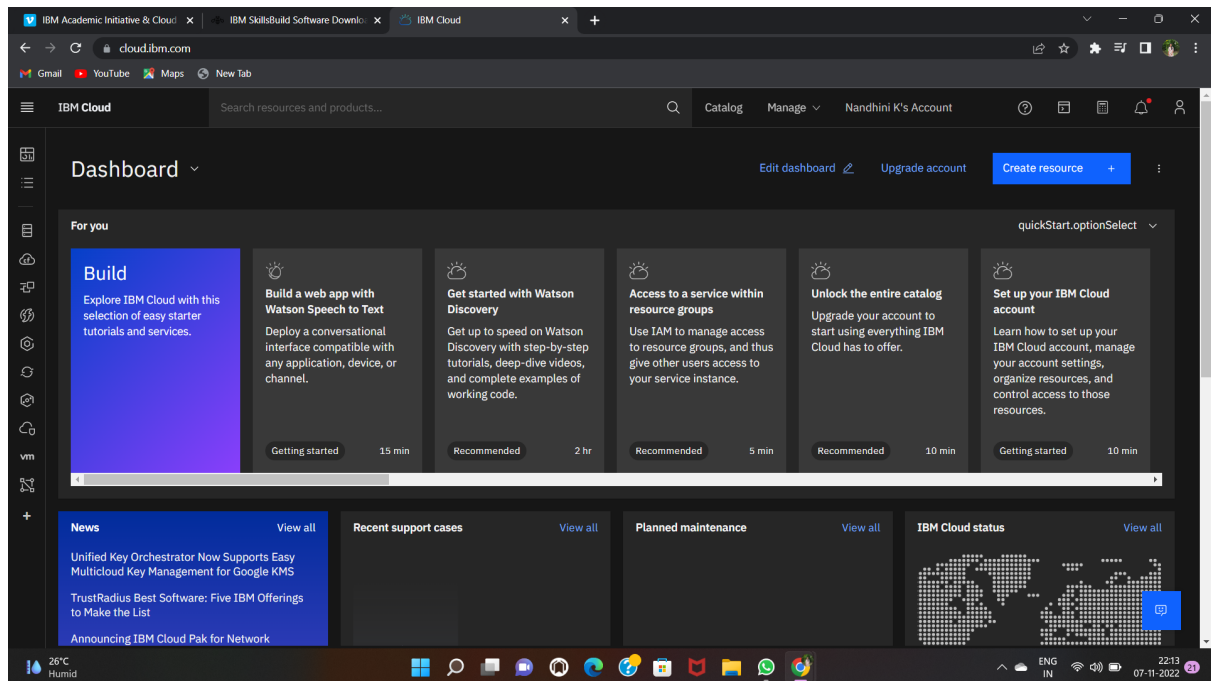 IBM Academic Initiative & Cloud
IBM SkillsBuild Software Downlo
IBM Cloud
cloud.ibm.com
Gmail
YouTube
Maps
New Tab
IBM Cloud
Search resources and products...
Catalog
Manage
Nandhini K's Account
Dashboard
Edit dashboard
Upgrade account
Create resource +
For you
quickStart.optionSelect
Build
Explore IBM Cloud with this
selection of easy starter
tutorials and services.
Build a web app with
Watson Speech to Text
Deploy a conversational
interface compatible with
any application, device, or
channel.
Getting started
15 min
Get started with Watson
Discovery
Get up to speed on Watson
Discovery with step-by-step
tutorials, deep-dive videos,
and complete examples of
working code.
Recommended
2 hr
Access to a service within
resource groups
Use IAM to manage access
to resource groups, and thus
give other users access to
your service instance.
Recommended
5 min
Unlock the entire catalog
Upgrade your account to
start using everything IBM
Cloud has to offer.
Recommended
10 min
Set up your IBM Cloud
account
Learn how to set up your
IBM Cloud account, manage
your account settings,
organize resources, and
control access to those
resources.
Getting started
10 min
vm
News
View all
Unified Key Orchestrator Now Supports Easy
Multicloud Key Management for Google KMS
TrustRadius Best Software: Five IBM Offerings
to Make the List
Announcing IBM Cloud Pak for Network
Recent support cases
View all
Planned maintenance
View all
IBM Cloud status
View all
26°C
Humid
ENG
IN
22:13
07-11-2022
21